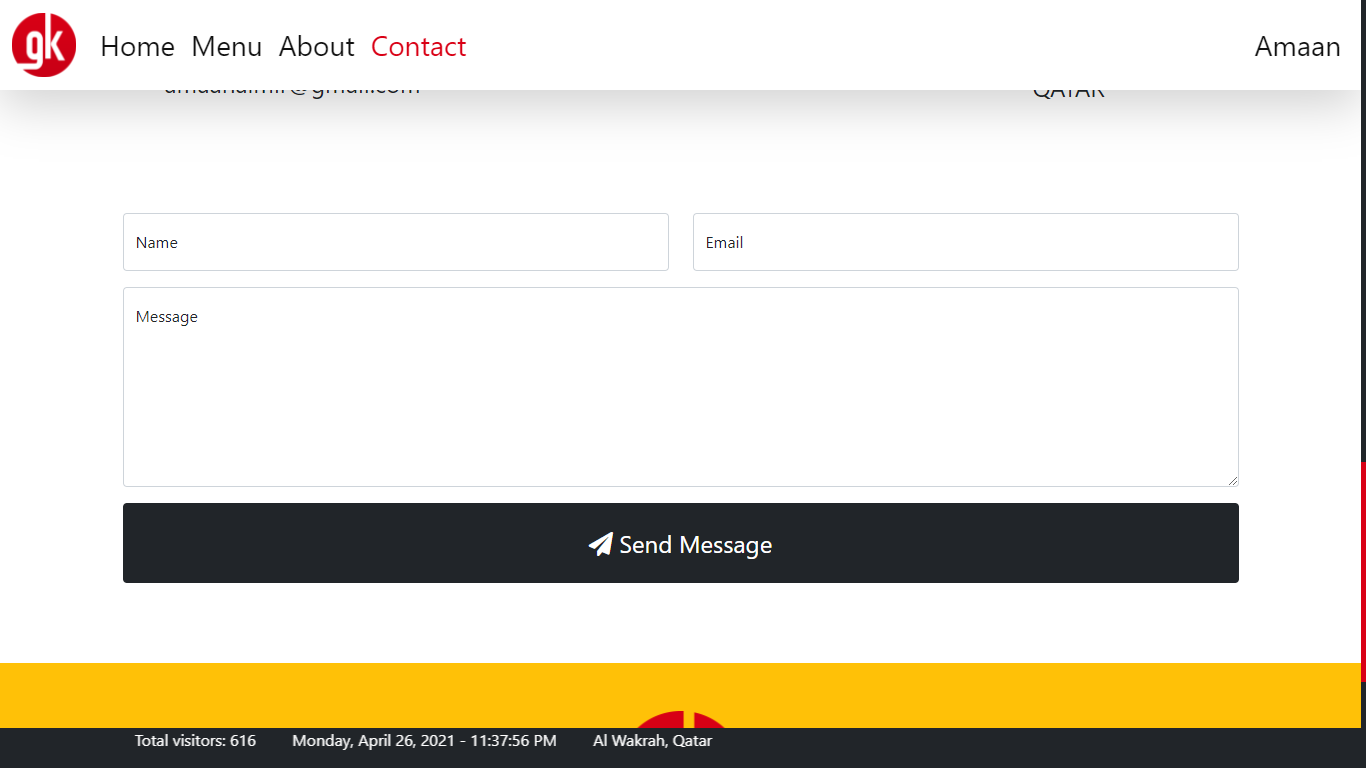 gk Home Menu About Contact Amaan
QATAR
Name Email
Message
Send Message
Total visitors: 616 Monday, April 26, 2021 - 11:37:56 PM Al Wakrah, Qatar